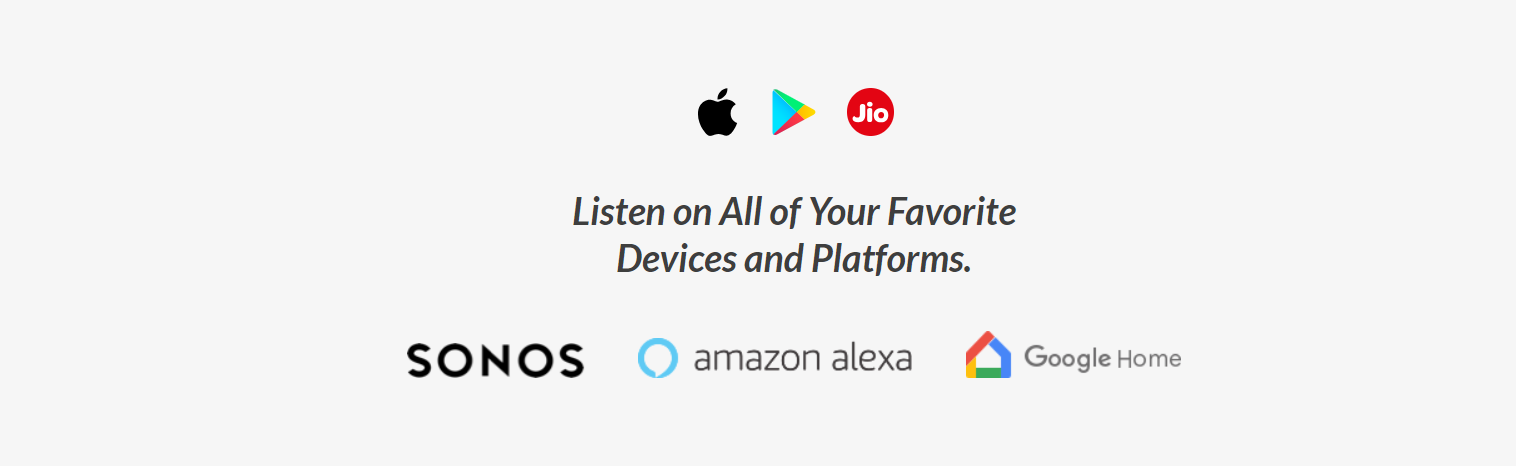 Jio
Listen on All of Your Favorite
Devices and Platforms.
SONOS amazon alexa Google Home